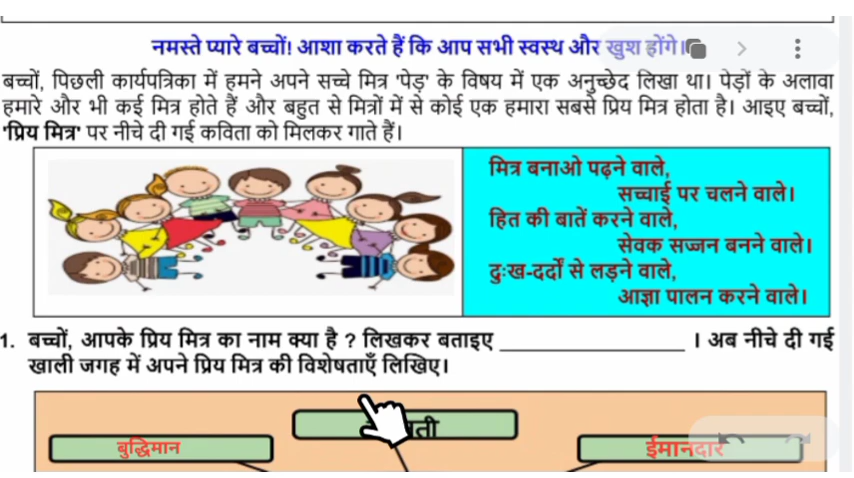 नमस्ते प्यारे बच्चों! आशा करते हैं कि आप सभी स्वस्थ और खुश होंगे।
बच्चों, पिछली कार्यपत्रिका में हमने अपने सच्चे मित्र 'पेड़' के विषय में एक अनुच्छेद लिखा था। पेड़ों के अलावा
हमारे और भी कई मित्र होते हैं और बहुत से मित्रों में से कोई एक हमारा सबसे प्रिय मित्र होता है। आइए बच्चों,
'प्रिय मित्र' पर नीचे दी गई कविता को मिलकर गाते हैं।
मित्र बनाओ पढ़ने वाले,
सच्चाई पर चलने वाले।
हित की बातें करने वाले,
सेवक सज्जन बनने वाले।
दुःख-दर्दों से लड़ने वाले,
आज्ञा पालन करने वाले।
1. बच्चों, आपके प्रिय मित्र का नाम क्या है ? लिखकर बताइए ____________________ । अब नीचे दी गई
खाली जगह में अपने प्रिय मित्र की विशेषताएँ लिखिए।
बुद्धिमान
ईमानदार